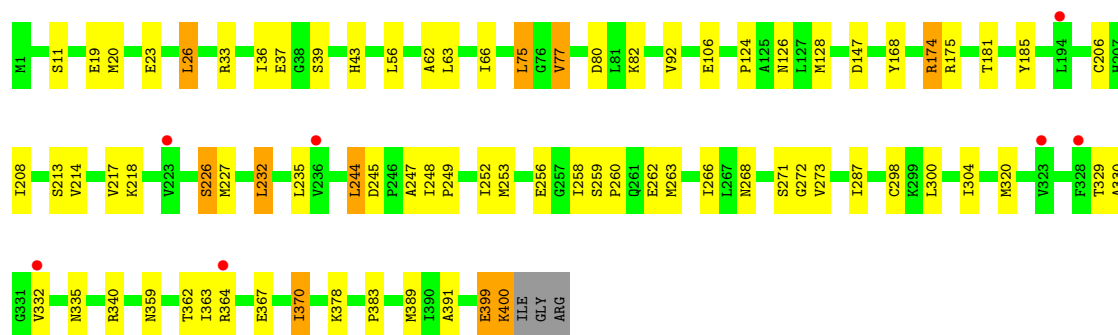 M1 S11 E19 M20 E23 L26 R33 I36 E37 G38 S39 H43 L56 A62 L63 I66 L75 G76 V77 D80 L81 K82 V92 E106 P124 A125 N126 L127 M128 D147 Y168 R174 R175 T181 Y185 L194 C206 H207
I208 S213 V214 V217 K218 V223 S226 M227 L232 L235 V236 L244 D245 P246 A247 I248 P249 I252 M253 E256 G257 I258 S259 P260 Q261 E262 M263 I266 L267 N268 S271 G272 V273 I287 C298 K299 L300 I304 M320 V323 F328 T329 A330
G331 V332 N335 R340 N359 T362 I363 R364 E367 I370 K378 P383 M389 I390 A391 E399 K400 ILE GLY ARG